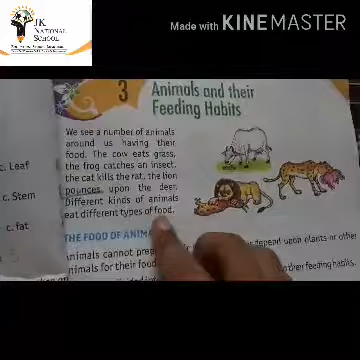 JK
NATIONAL
SCHOOL
Made with KINEMASTER
3
Animals and their
Feeding Habits
We see a number of animals
around us having their
food. The cow eats grass,
the frog catches an insect,
the cat kills the rat, the lion
pounces upon the deer.
Different kinds of animals
eat different types of food.
c. Leaf
c. Stem
c. fat
THE FOOD OF
Animals cannot
depend upon plants or other
animals for their
their feeding habits.